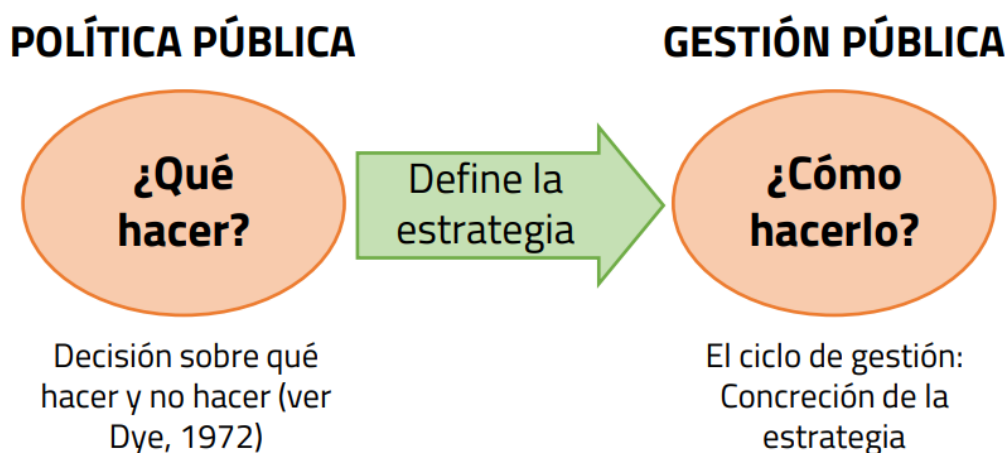 POLÍTICA PÚBLICA
¿Qué
hacer?
Decisión sobre qué
hacer y no hacer (ver
Dye, 1972)
Define la
estrategia
GESTIÓN PÚBLICA
¿Cómo
hacerlo?
El ciclo de gestión:
Concreción de la
estrategia